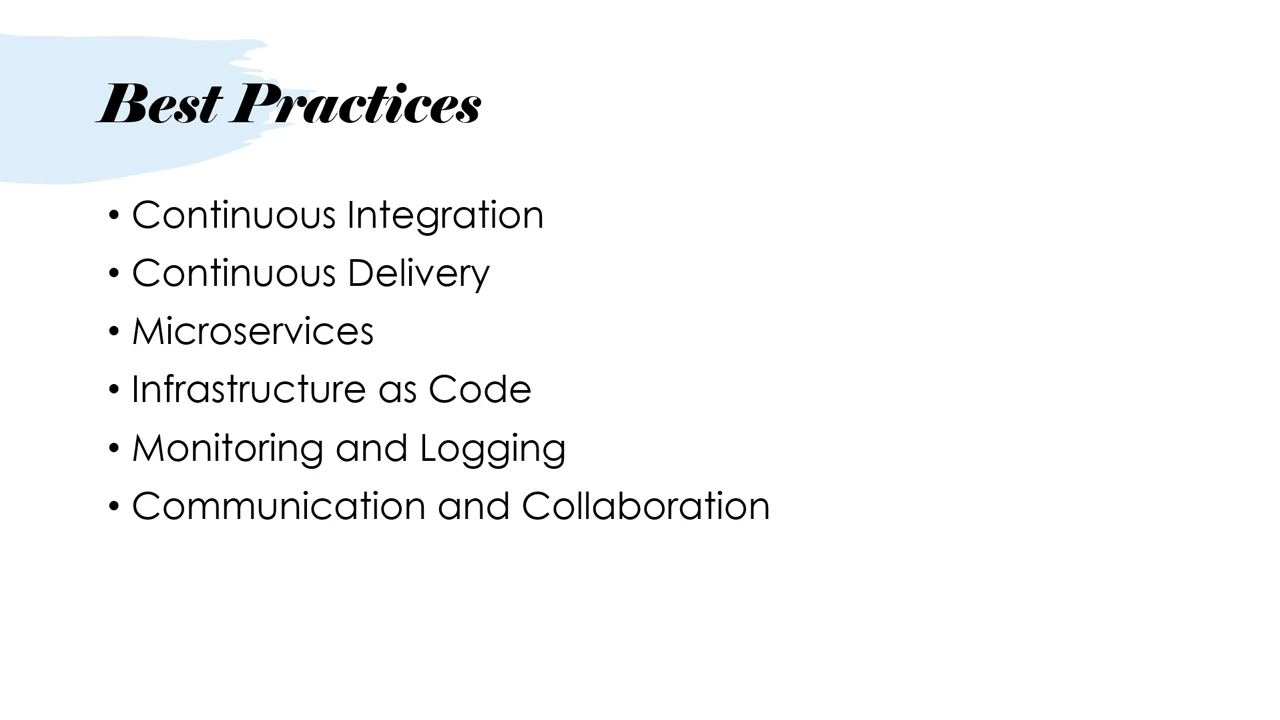 Best Practices
• Continuous Integration
• Continuous Delivery
• Microservices
• Infrastructure as Code
• Monitoring and Logging
• Communication and Collaboration